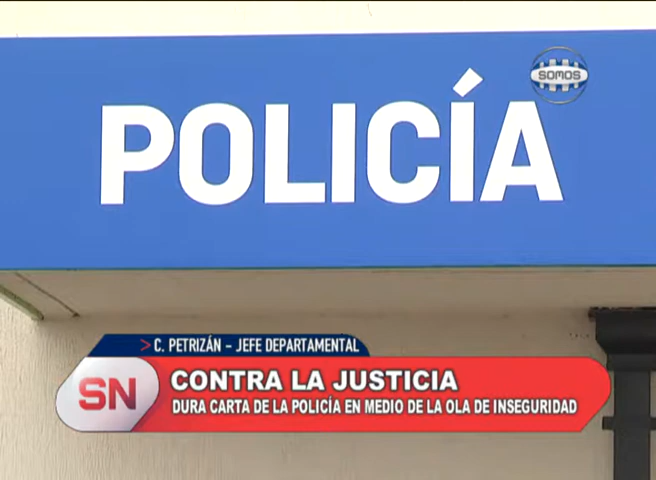 SOMOS
POLICÍA
> C. PETRIZÁN – JEFE DEPARTAMENTAL
SN
CONTRA LA JUSTICIA
DURA CARTA DE LA POLICÍA EN MEDIO DE LA OLA DE INSEGURIDAD